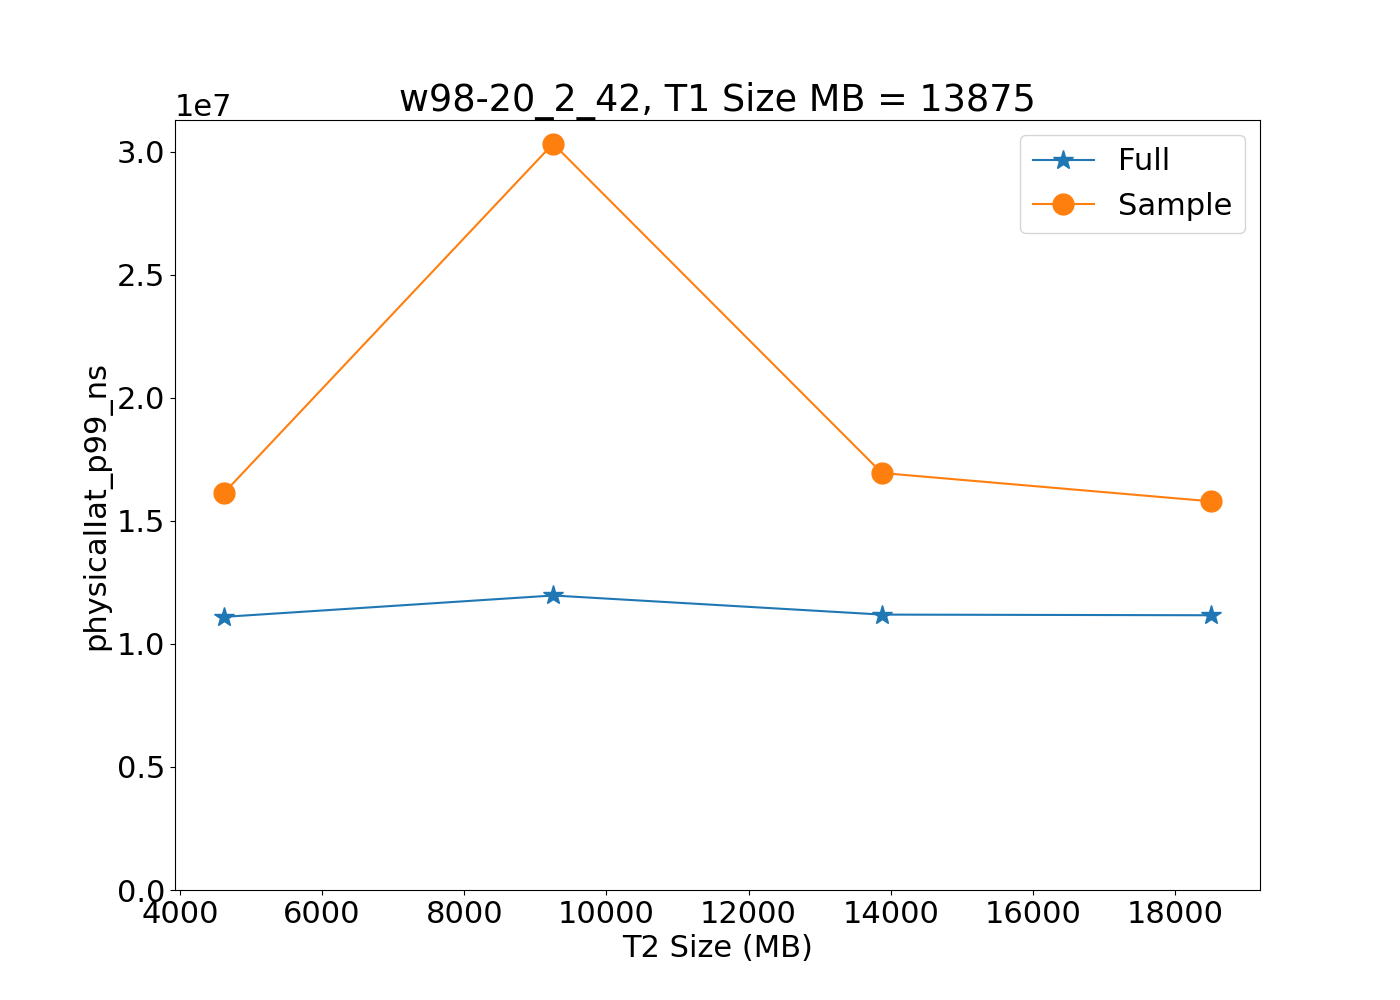 w98-20_2_42, T1 Size MB = 13875
1e7
Full
Sample
3.0
2.5
2.0
1.5
1.0
0.5
0.0
physicallat_p99_ns
4000 6000 8000 10000 12000 14000 16000 18000
T2 Size (MB)